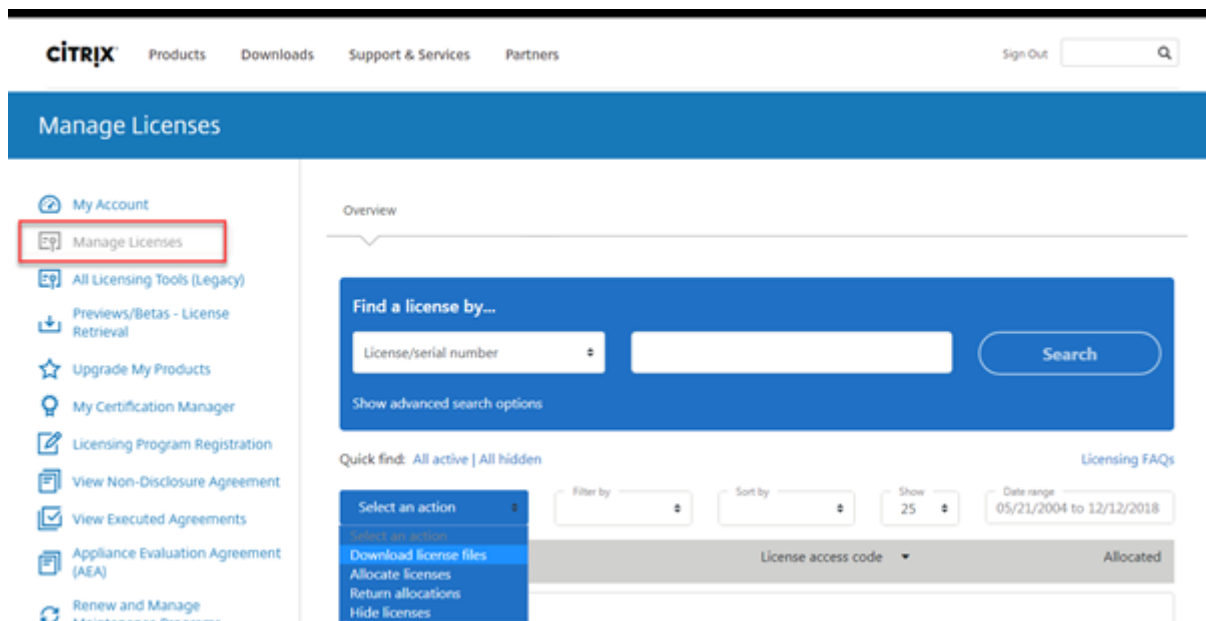 CİTRIX Products Downloads Support & Services Partners Sign Out
Manage Licenses
My Account
Manage Licenses
All Licensing Tools (Legacy)
Previews/Betas - License
Retrieval
Upgrade My Products
My Certification Manager
Licensing Program Registration
View Non-Disclosure Agreement
View Executed Agreements
Appliance Evaluation Agreement
(AEA)
Renew and Manage
Maintenance Programs
Overview
Find a license by...
License/serial number Search
Show advanced search options
Quick find: All active | All hidden Licensing FAQs
Filter by Sort by Show Date range
Select an action 25 05/21/2004 to 12/12/2018
Select an action
Download license files
Allocate licenses
Return allocations
Hide licenses
License access code Allocated